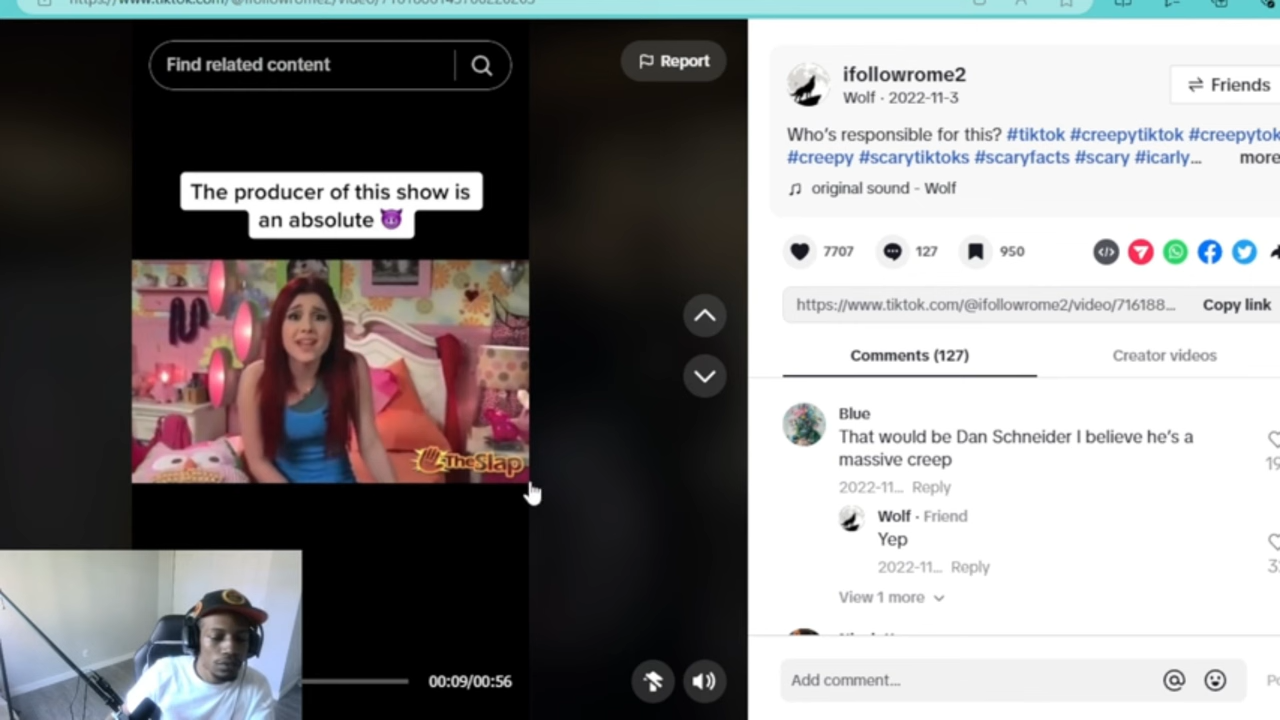 Find related content
Report
The producer of this show is
an absolute 😈
TheSlap
00:09/00:56
ifollowrome2
Friends
Wolf · 2022-11-3
Who's responsible for this? #tiktok #creepytiktok #creepytok
#creepy #scarytiktoks #scaryfacts #scary #icarly...
more
original sound - Wolf
7707
127
950
https://www.tiktok.com/@ifollowrome2/video/716188...
Copy link
Comments (127)
Creator videos
Blue
That would be Dan Schneider I believe he's a
massive creep
2022-11... Reply
Wolf · Friend
Yep
2022-11... Reply
View 1 more
Add comment...